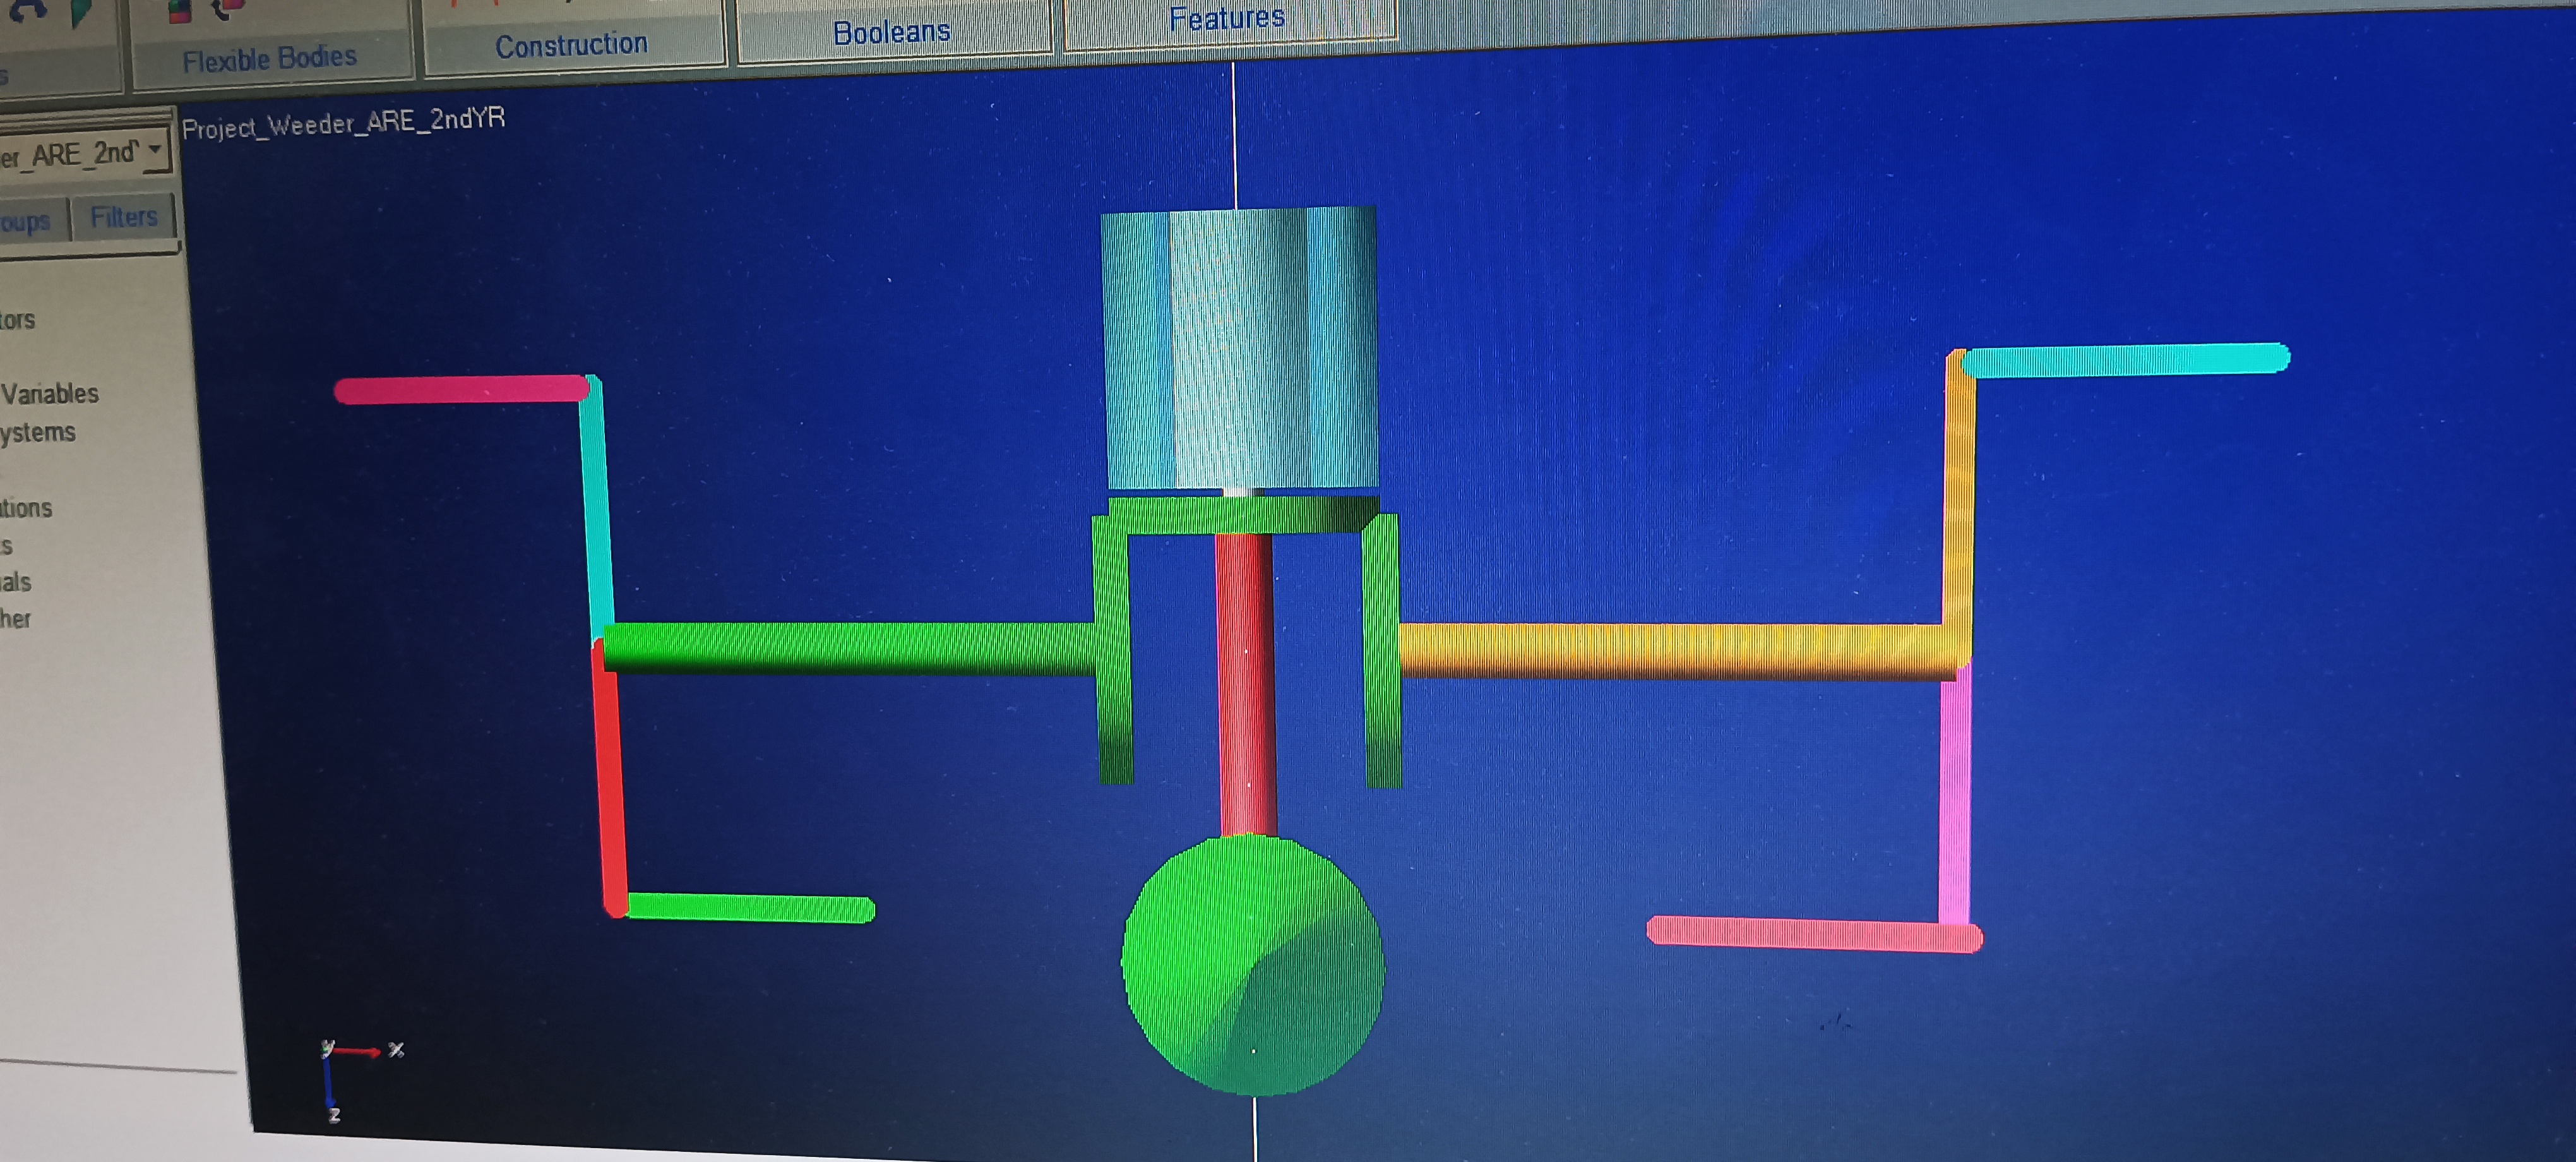 Flexible Bodies
Construction
Booleans
Features
s
Project_Weeder_ARE_2ndYR
er_ARE_2nd
oups
Filters
tors
Variables
ystems
tions
s
als
her
y x
z